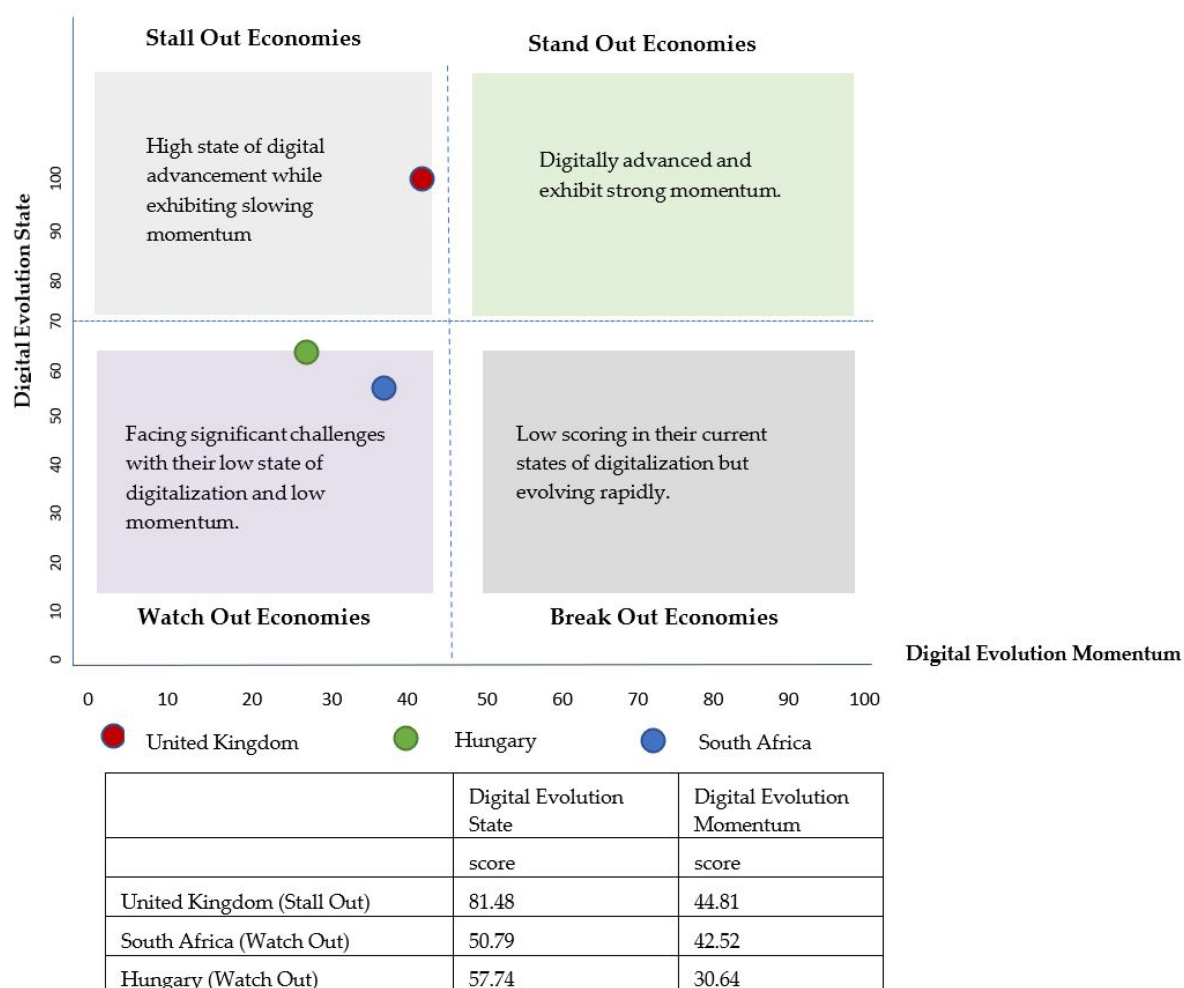 Stall Out Economies
Stand Out Economies
High state of digital
advancement while
exhibiting slowing
momentum
Digitally advanced and
exhibit strong momentum.
Digital Evolution State
100
90
80
70
60
50
40
30
20
10
0
Facing significant challenges
with their low state of
digitalization and low
momentum.
Low scoring in their current
states of digitalization but
evolving rapidly.
Watch Out Economies
Break Out Economies
Digital Evolution Momentum
0 10 20 30 40 50 60 70 80 90 100
United Kingdom
Hungary
South Africa
Digital Evolution
State
Digital Evolution
Momentum
score
score
United Kingdom (Stall Out) 81.48 44.81
South Africa (Watch Out) 50.79 42.52
Hungary (Watch Out) 57.74 30.64